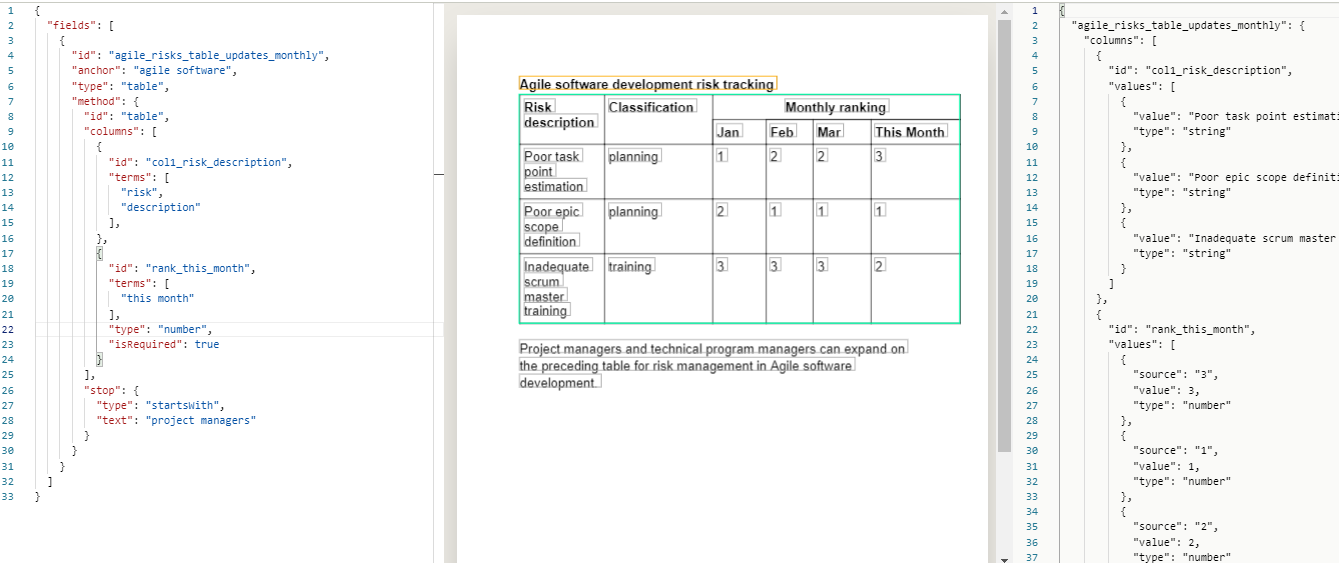 1 {
2 "fields": [
3 {
4 "id": "agile_risks_table_updates_monthly",
5 "anchor": "agile software",
6 "type": "table",
7 "method": {
8 "id": "table",
9 "columns": [
10 {
11 "id": "col1_risk_description",
12 "terms": [
13 "risk",
14 "description"
15 ],
16 },
17 {
18 "id": "rank_this_month",
19 "terms": [
20 "this month"
21 ],
22 "type": "number",
23 "isRequired": true
24 }
25 ],
26 "stop": {
27 "type": "startsWith",
28 "text": "project managers"
29 }
30 }
31 }
32 ]
33 }
Agile software development risk tracking
Risk description Classification Monthly ranking
Jan Feb Mar This Month
Poor task point estimation planning 1 2 2 3
Poor epic scope definition planning 2 1 1 1
Inadequate scrum master training training 3 3 3 2
Project managers and technical program managers can expand on
the preceding table for risk management in Agile software
development.
1 {
2 "agile_risks_table_updates_monthly": {
3 "columns": [
4 {
5 "id": "col1_risk_description",
6 "values": [
7 {
8 "value": "Poor task point estimati
9 "type": "string"
10 },
11 {
12 "value": "Poor epic scope definiti
13 "type": "string"
14 },
15 {
16 "value": "Inadequate scrum master
17 "type": "string"
18 }
19 ]
20 },
21 {
22 "id": "rank_this_month",
23 "values": [
24 {
25 "source": "3",
26 "value": 3,
27 "type": "number"
28 },
29 {
30 "source": "1",
31 "value": 1,
32 "type": "number"
33 },
34 {
35 "source": "2",
36 "value": 2,
37 "type": "number"